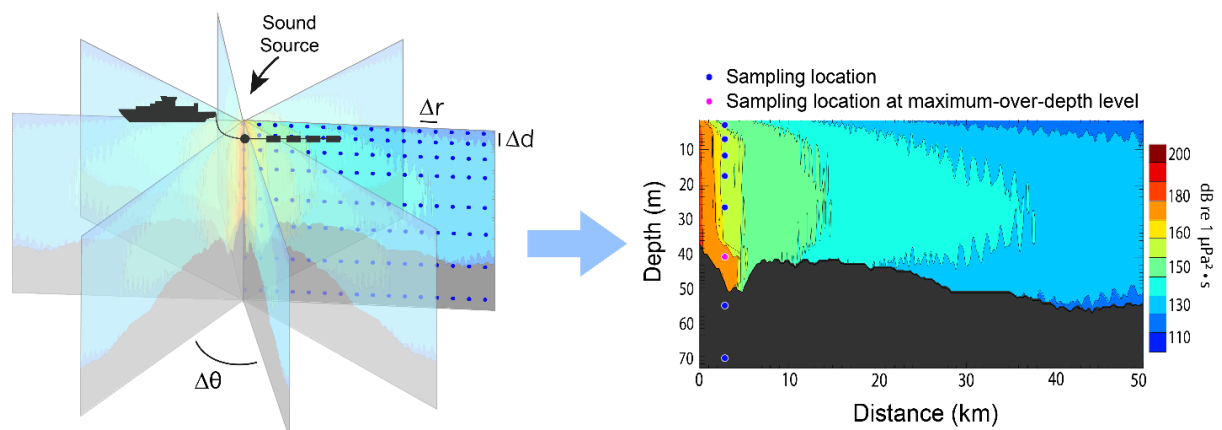 Sound
Source
Δr
Δd
Δθ
Sampling location
Sampling location at maximum-over-depth level
Depth (m)
10
20
30
40
50
60
70
0
10
20
30
40
50
Distance (km)
200
180
160
150
130
110
dB re 1 µPa²•s